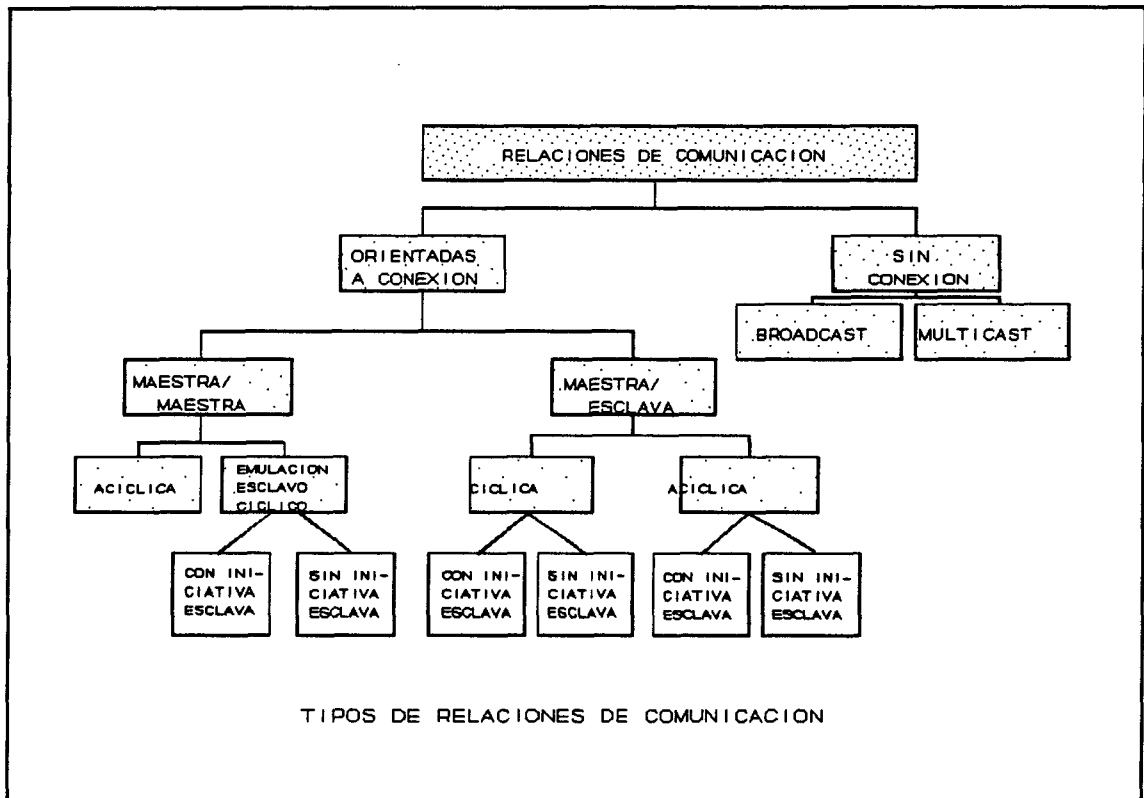 RELACIONES DE COMUNICACION
ORIENTADAS
A CONEXION
SIN
CONEXION
BROADCAST
MULTICAST
MAESTRA/
MAESTRA
MAESTRA/
ESCLAVA
ACICLICA
EMULACION
ESCLAVO
CICLICO
CICLICA
ACICLICA
CON INI-
CIATIVA
ESCLAVA
SIN INI-
CIATIVA
ESCLAVA
CON INI-
CIATIVA
ESCLAVA
SIN INI-
CIATIVA
ESCLAVA
CON INI-
CIATIVA
ESCLAVA
SIN INI-
CIATIVA
ESCLAVA
TIPOS DE RELACIONES DE COMUNICACION